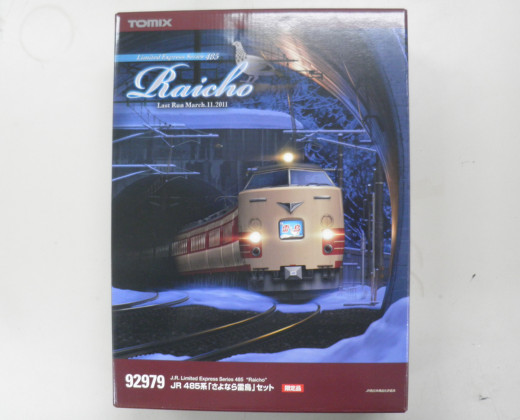 TOMIX
Limited Express Series 485
Raicho
Last Run March.11.2011
92979
J.R. Limited Express Series 485 "Raicho"
JR 485系「さよなら雷鳥」セット
限定品